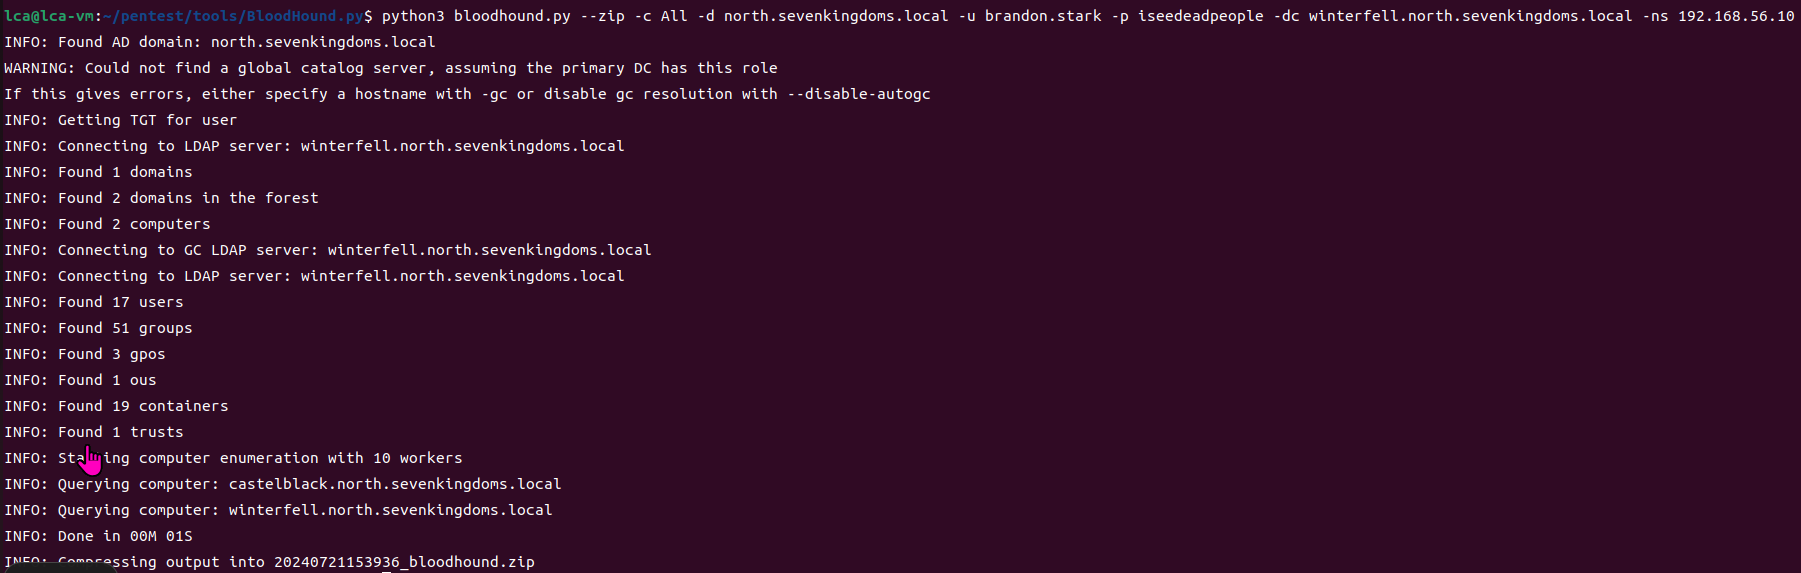 lca@lca-vm:~/pentest/tools/BloodHound.py$ python3 bloodhound.py --zip -c All -d north.sevenkingdoms.local -u brandon.stark -p iseedeadpeople -dc winterfell.north.sevenkingdoms.local -ns 192.168.56.10
INFO: Found AD domain: north.sevenkingdoms.local
WARNING: Could not find a global catalog server, assuming the primary DC has this role
If this gives errors, either specify a hostname with -gc or disable gc resolution with --disable-autogc
INFO: Getting TGT for user
INFO: Connecting to LDAP server: winterfell.north.sevenkingdoms.local
INFO: Found 1 domains
INFO: Found 2 domains in the forest
INFO: Found 2 computers
INFO: Connecting to GC LDAP server: winterfell.north.sevenkingdoms.local
INFO: Connecting to LDAP server: winterfell.north.sevenkingdoms.local
INFO: Found 17 users
INFO: Found 51 groups
INFO: Found 3 gpos
INFO: Found 1 ous
INFO: Found 19 containers
INFO: Found 1 trusts
INFO: Starting computer enumeration with 10 workers
INFO: Querying computer: castelblack.north.sevenkingdoms.local
INFO: Querying computer: winterfell.north.sevenkingdoms.local
INFO: Done in 00M 01S
INFO: Compressing output into 20240721153936_bloodhound.zip